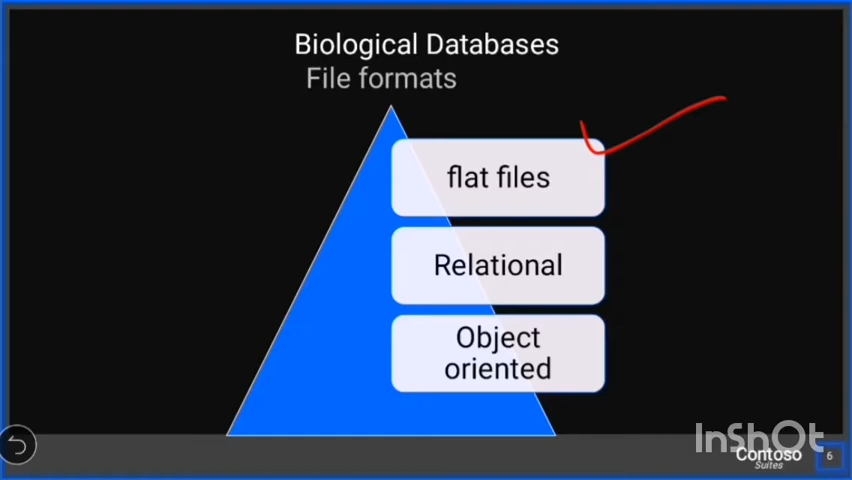 Biological Databases
File formats
flat files
Relational
Object
oriented
InShOt
Contoso
Suites
6